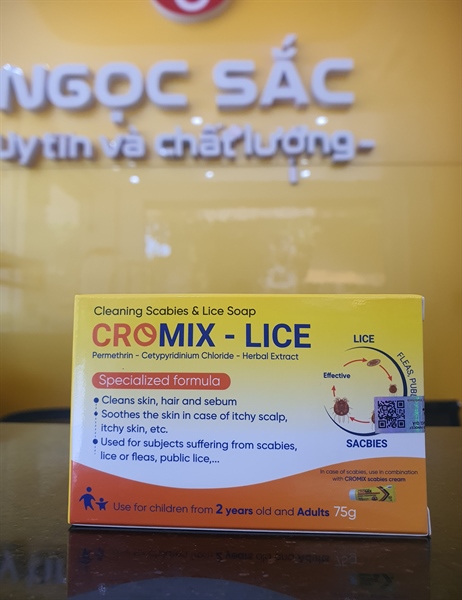 NGỌC SẮC
uy tín và chất lượng
Cleaning Scabies & Lice Soap
CROMIX - LICE
Permethrin - Cetypyridinium Chloride - Herbal Extract
Specialized formula
• Cleans skin, hair and sebum
• Soothes the skin in case of itchy scalp,
itchy skin, etc.
• Used for subjects suffering from scabies,
lice or fleas, public lice,...
LICE
FLEAS, PUB
Effective
SACBIES
In case of scabies, use in combination
with CROMIX scabies cream
Use for children from 2 years old and Adults 75g